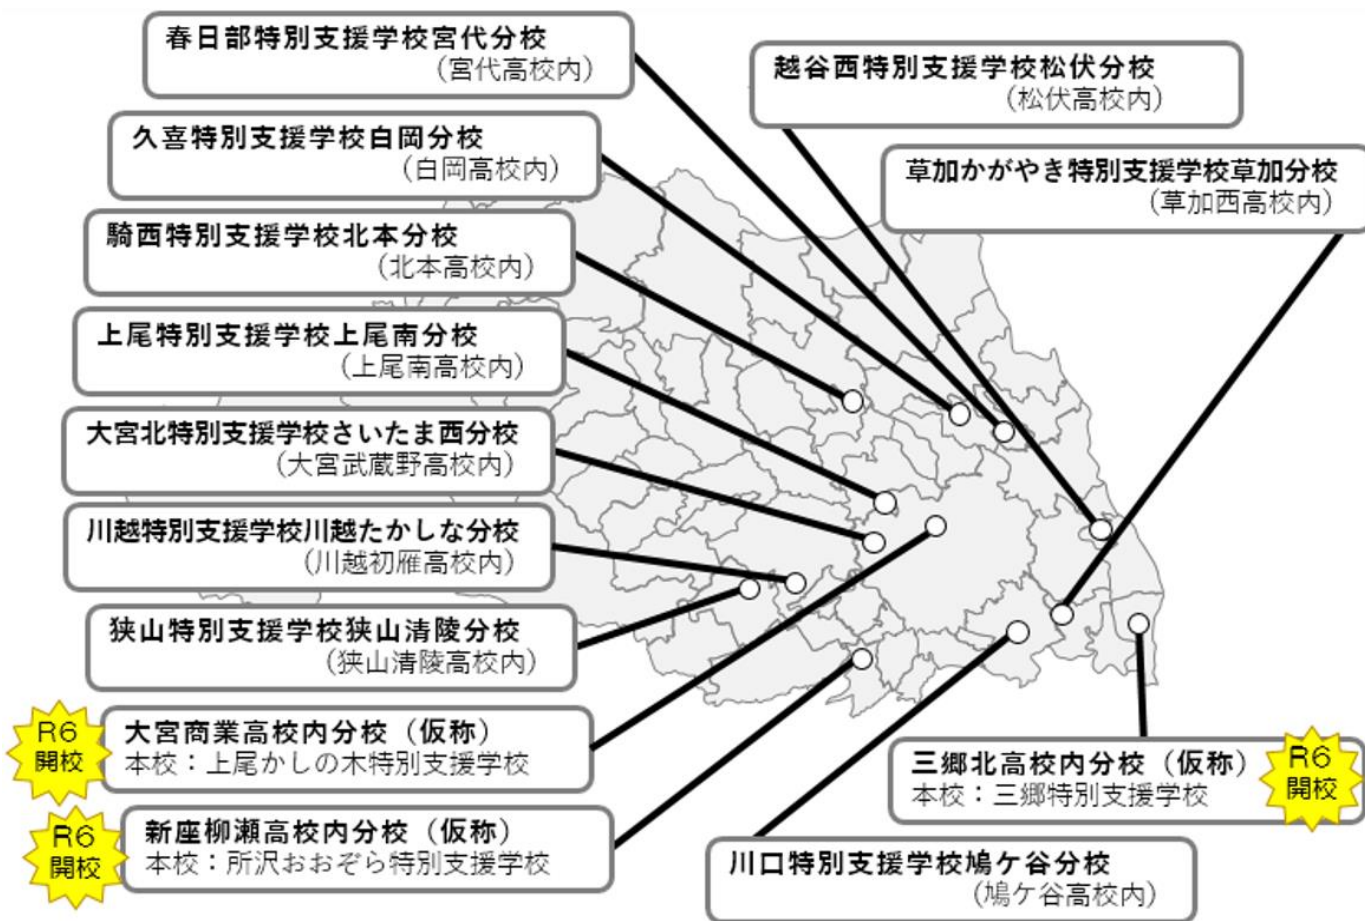 春日部特別支援学校宮代分校
（宮代高校内）
越谷西特別支援学校松伏分校
（松伏高校内）
久喜特別支援学校白岡分校
（白岡高校内）
草加かがやき特別支援学校草加分校
（草加西高校内）
騎西特別支援学校北本分校
（北本高校内）
上尾特別支援学校上尾南分校
（上尾南高校内）
大宮北特別支援学校さいたま西分校
（大宮武蔵野高校内）
川越特別支援学校川越たかしな分校
（川越初雁高校内）
狭山特別支援学校狭山清陵分校
（狭山清陵高校内）
R6
開校
大宮商業高校内分校（仮称）
本校：上尾かしの木特別支援学校
三郷北高校内分校（仮称）
本校：三郷特別支援学校
R6
開校
R6
開校
新座柳瀬高校内分校（仮称）
本校：所沢おおぞら特別支援学校
川口特別支援学校鳩ケ谷分校
（鳩ケ谷高校内）